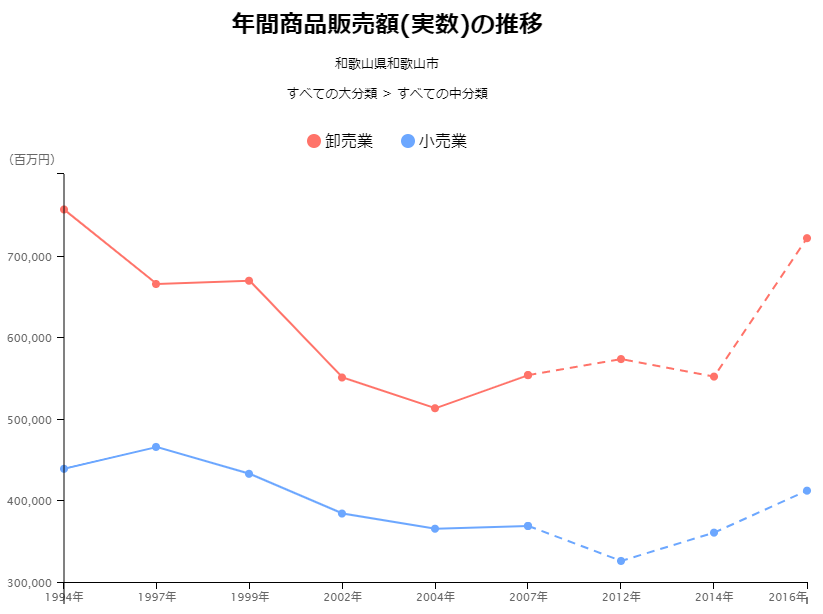 年間商品販売額(実数)の推移
和歌山県和歌山市
すべての大分類 > すべての中分類
卸売業 小売業
（百万円）
700,000
600,000
500,000
400,000
300,000
1994年 1997年 1999年 2002年 2004年 2007年 2012年 2014年 2016年